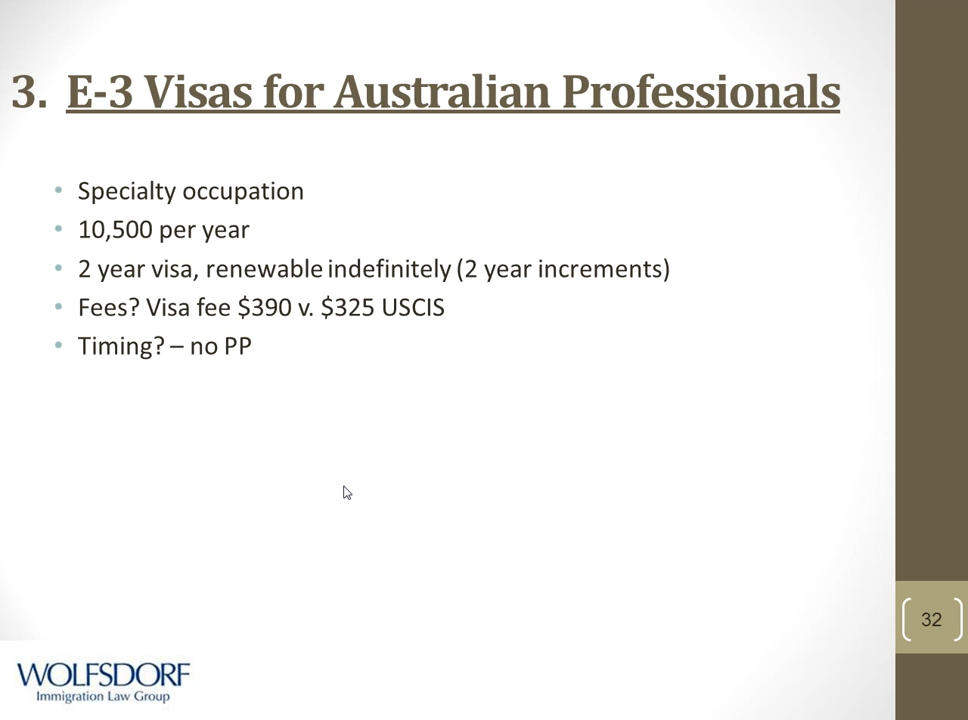 3. E-3 Visas for Australian Professionals
• Specialty occupation
• 10,500 per year
• 2 year visa, renewable indefinitely (2 year increments)
• Fees? Visa fee $390 v. $325 USCIS
• Timing? – no PP
32
WOLFSDORF
Immigration Law Group